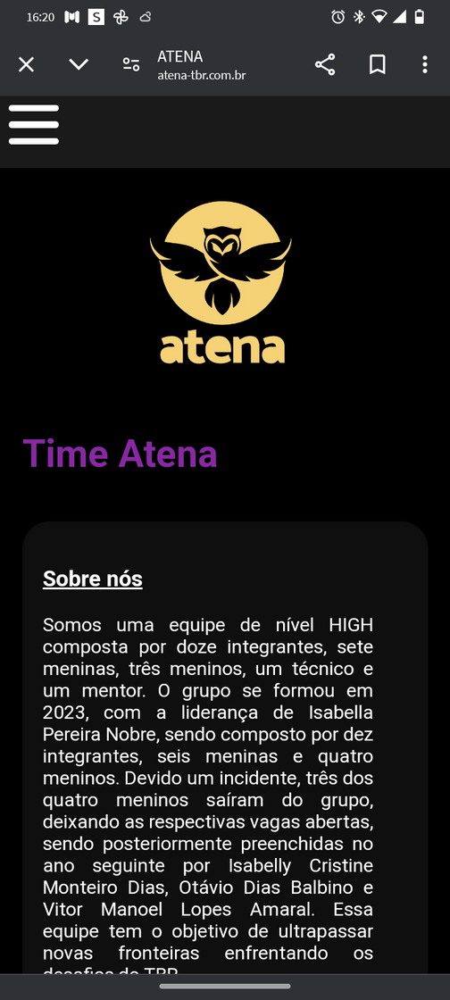 16:20
S
ATENA
atena-tbr.com.br
atena
Time Atena
Sobre nós
Somos uma equipe de nível HIGH
composta por doze integrantes, sete
meninas, três meninos, um técnico e
um mentor. O grupo se formou em
2023, com a liderança de Isabella
Pereira Nobre, sendo composto por dez
integrantes, seis meninas e quatro
meninos. Devido um incidente, três dos
quatro meninos saíram do grupo,
deixando as respectivas vagas abertas,
sendo posteriormente preenchidas no
ano seguinte por Isabelly Cristine
Monteiro Dias, Otávio Dias Balbino e
Vitor Manoel Lopes Amaral. Essa
equipe tem o objetivo de ultrapassar
novas fronteiras enfrentando os
desafios do TBR